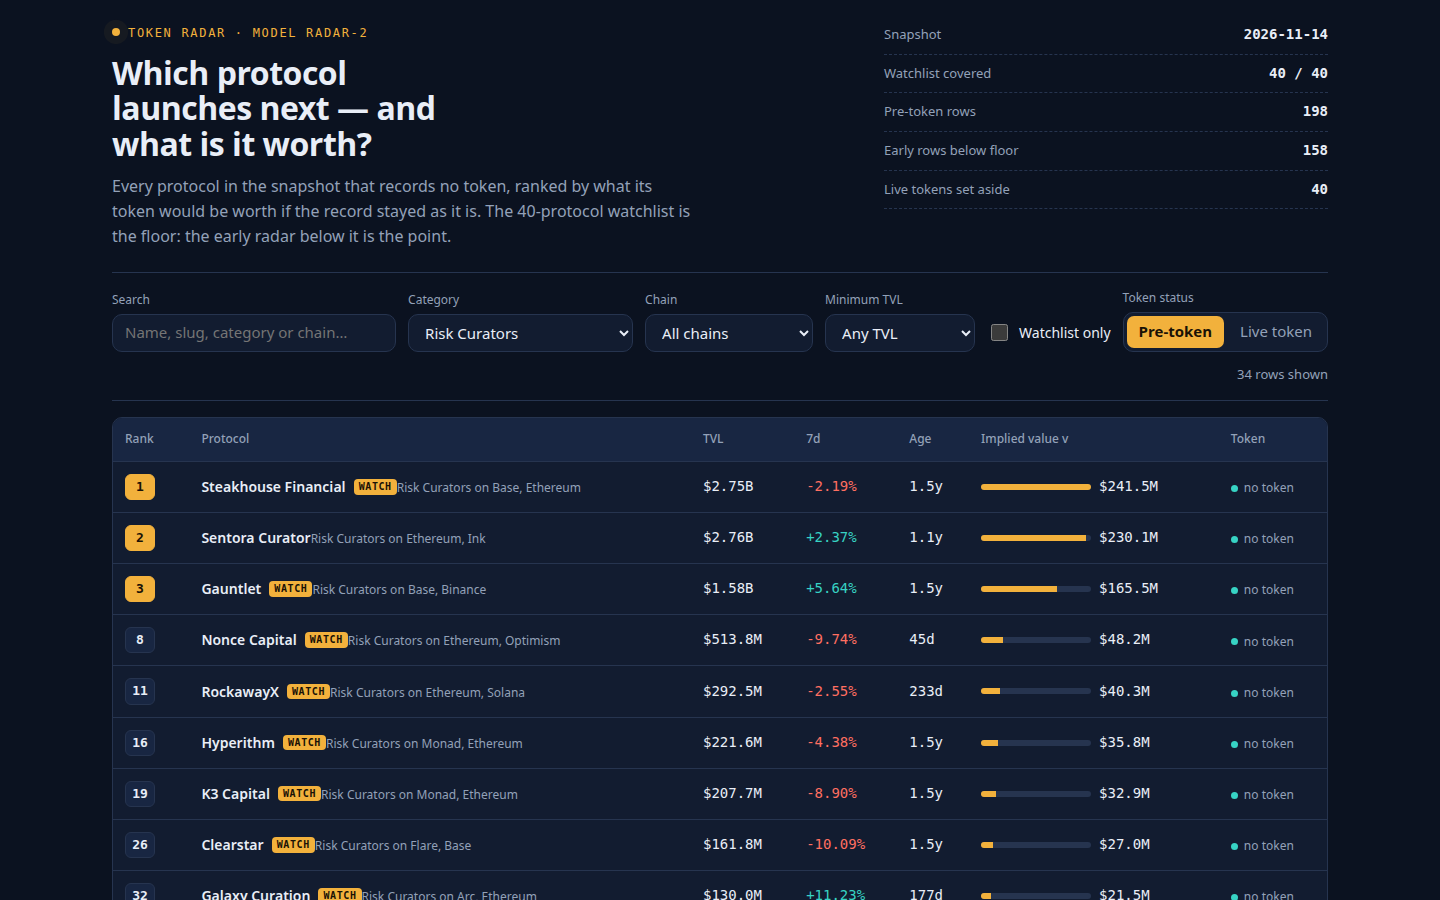 TOKEN RADAR · MODEL RADAR-2
Which protocol
launches next — and
what is it worth?
Every protocol in the snapshot that records no token, ranked by what its
token would be worth if the record stayed as it is. The 40-protocol watchlist is
the floor: the early radar below it is the point.
Snapshot 2026-11-14
Watchlist covered 40 / 40
Pre-token rows 198
Early rows below floor 158
Live tokens set aside 40
Search Category Chain Minimum TVL Token status
Name, slug, category or chain... Risk Curators All chains Any TVL Watchlist only Pre-token Live token
34 rows shown
Rank Protocol TVL 7d Age Implied value v Token
1 Steakhouse Financial WATCH Risk Curators on Base, Ethereum $2.75B -2.19% 1.5y $241.5M no token
2 Sentora Curator Risk Curators on Ethereum, Ink $2.76B +2.37% 1.1y $230.1M no token
3 Gauntlet WATCH Risk Curators on Base, Binance $1.58B +5.64% 1.5y $165.5M no token
8 Nonce Capital WATCH Risk Curators on Ethereum, Optimism $513.8M -9.74% 45d $48.2M no token
11 RockawayX WATCH Risk Curators on Ethereum, Solana $292.5M -2.55% 233d $40.3M no token
16 Hyperithm WATCH Risk Curators on Monad, Ethereum $221.6M -4.38% 1.5y $35.8M no token
19 K3 Capital WATCH Risk Curators on Monad, Ethereum $207.7M -8.90% 1.5y $32.9M no token
26 Clearstar WATCH Risk Curators on Flare, Base $161.8M -10.09% 1.5y $27.0M no token
32 Galaxy Curation WATCH Risk Curators on Arc, Ethereum $130.0M +11.23% 177d $21.5M no token